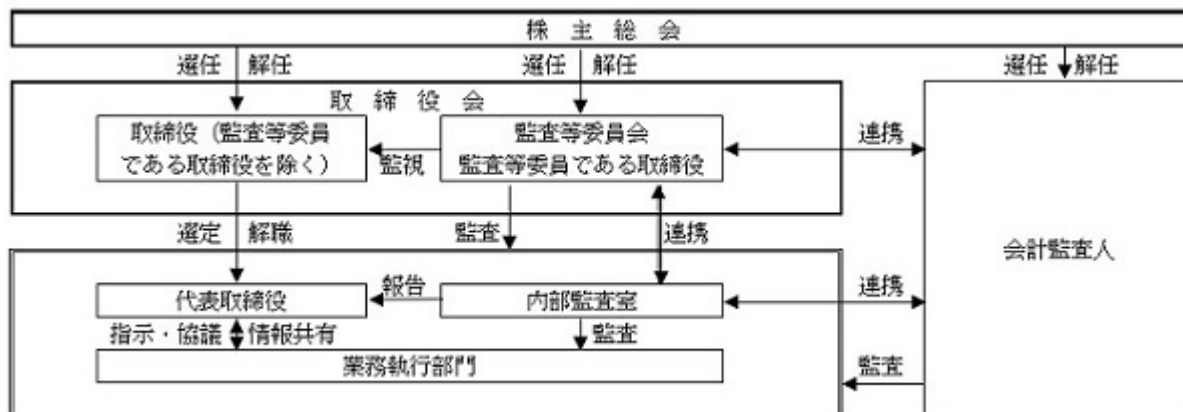 株主総会
選任 解任 選任 解任 選任 解任
取締役会
取締役（監査等委員
である取締役を除く）
監視
監査等委員会
監査等委員である取締役
連携
選定 解職 監査 連携
会計監査人
代表取締役 報告 内部監査室 連携
指示・協議 情報共有 監査
業務執行部門 監査